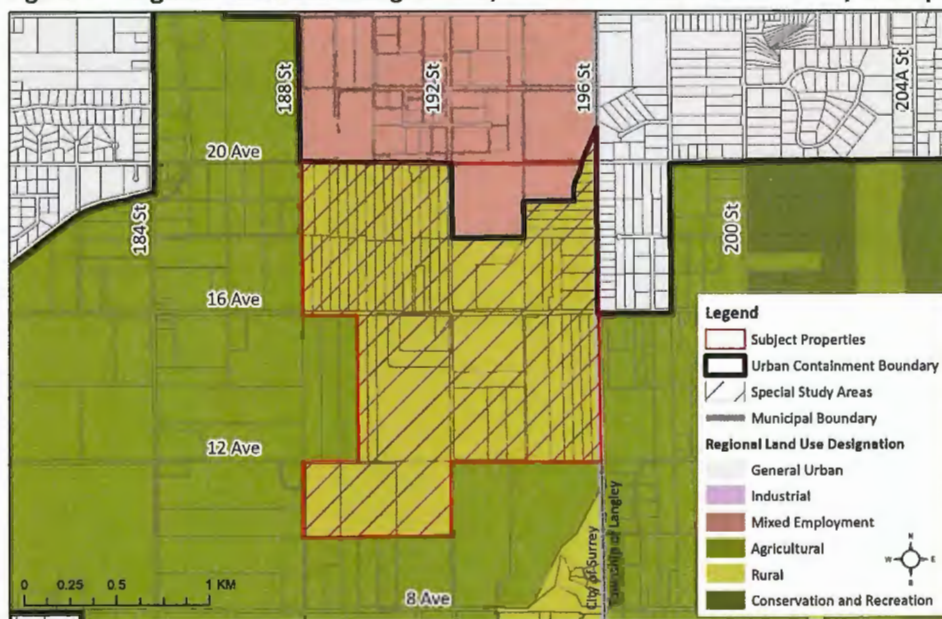 188 St
192 St
196 St
204A St
20 Ave
184 St
200 St
16 Ave
12 Ave
8 Ave
City of Surrey
Township of Langley
0 0.25 0.5 1 KM
Legend
Subject Properties
Urban Containment Boundary
Special Study Areas
Municipal Boundary
Regional Land Use Designation
General Urban
Industrial
Mixed Employment
Agricultural
Rural
Conservation and Recreation
N
W E
S